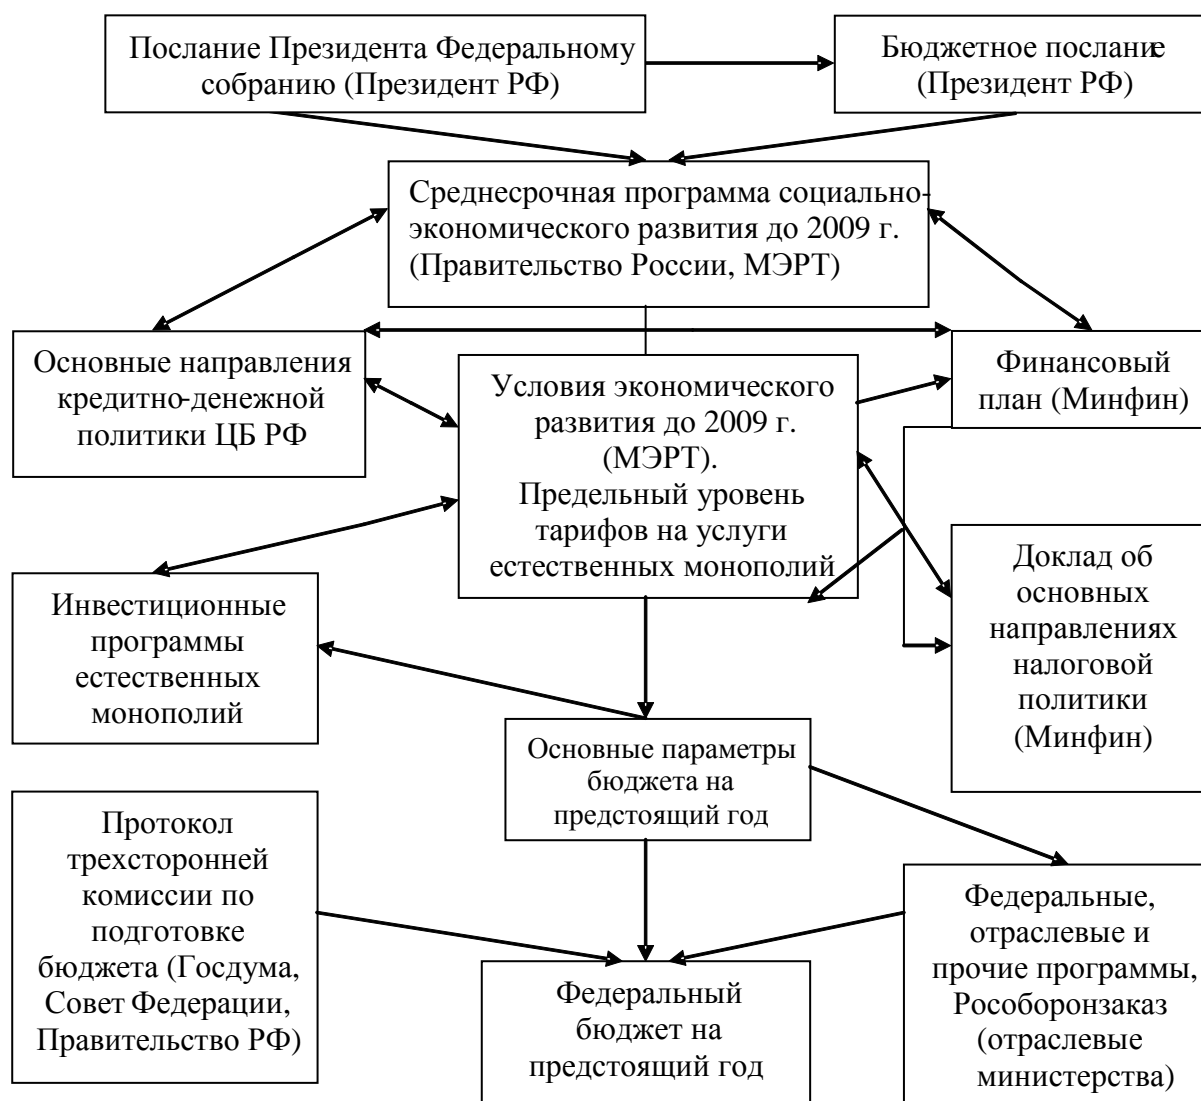 Послание Президента Федеральному
собранию (Президент РФ)
Бюджетное послание
(Президент РФ)
Среднесрочная программа социально-
экономического развития до 2009 г.
(Правительство России, МЭРТ)
Основные направления
кредитно-денежной
политики ЦБ РФ
Условия экономического
развития до 2009 г.
(МЭРТ).
Предельный уровень
тарифов на услуги
естественных монополий
Финансовый
план (Минфин)
Инвестиционные
программы
естественных
монополий
Доклад об
основных
направлениях
налоговой
политики
(Минфин)
Основные параметры
бюджета на
предстоящий год
Протокол
трехсторонней
комиссии по
подготовке
бюджета (Госдума,
Совет Федерации,
Правительство РФ)
Федеральный
бюджет на
предстоящий год
Федеральные,
отраслевые и
прочие программы,
Рособоронзаказ
(отраслевые
министерства)